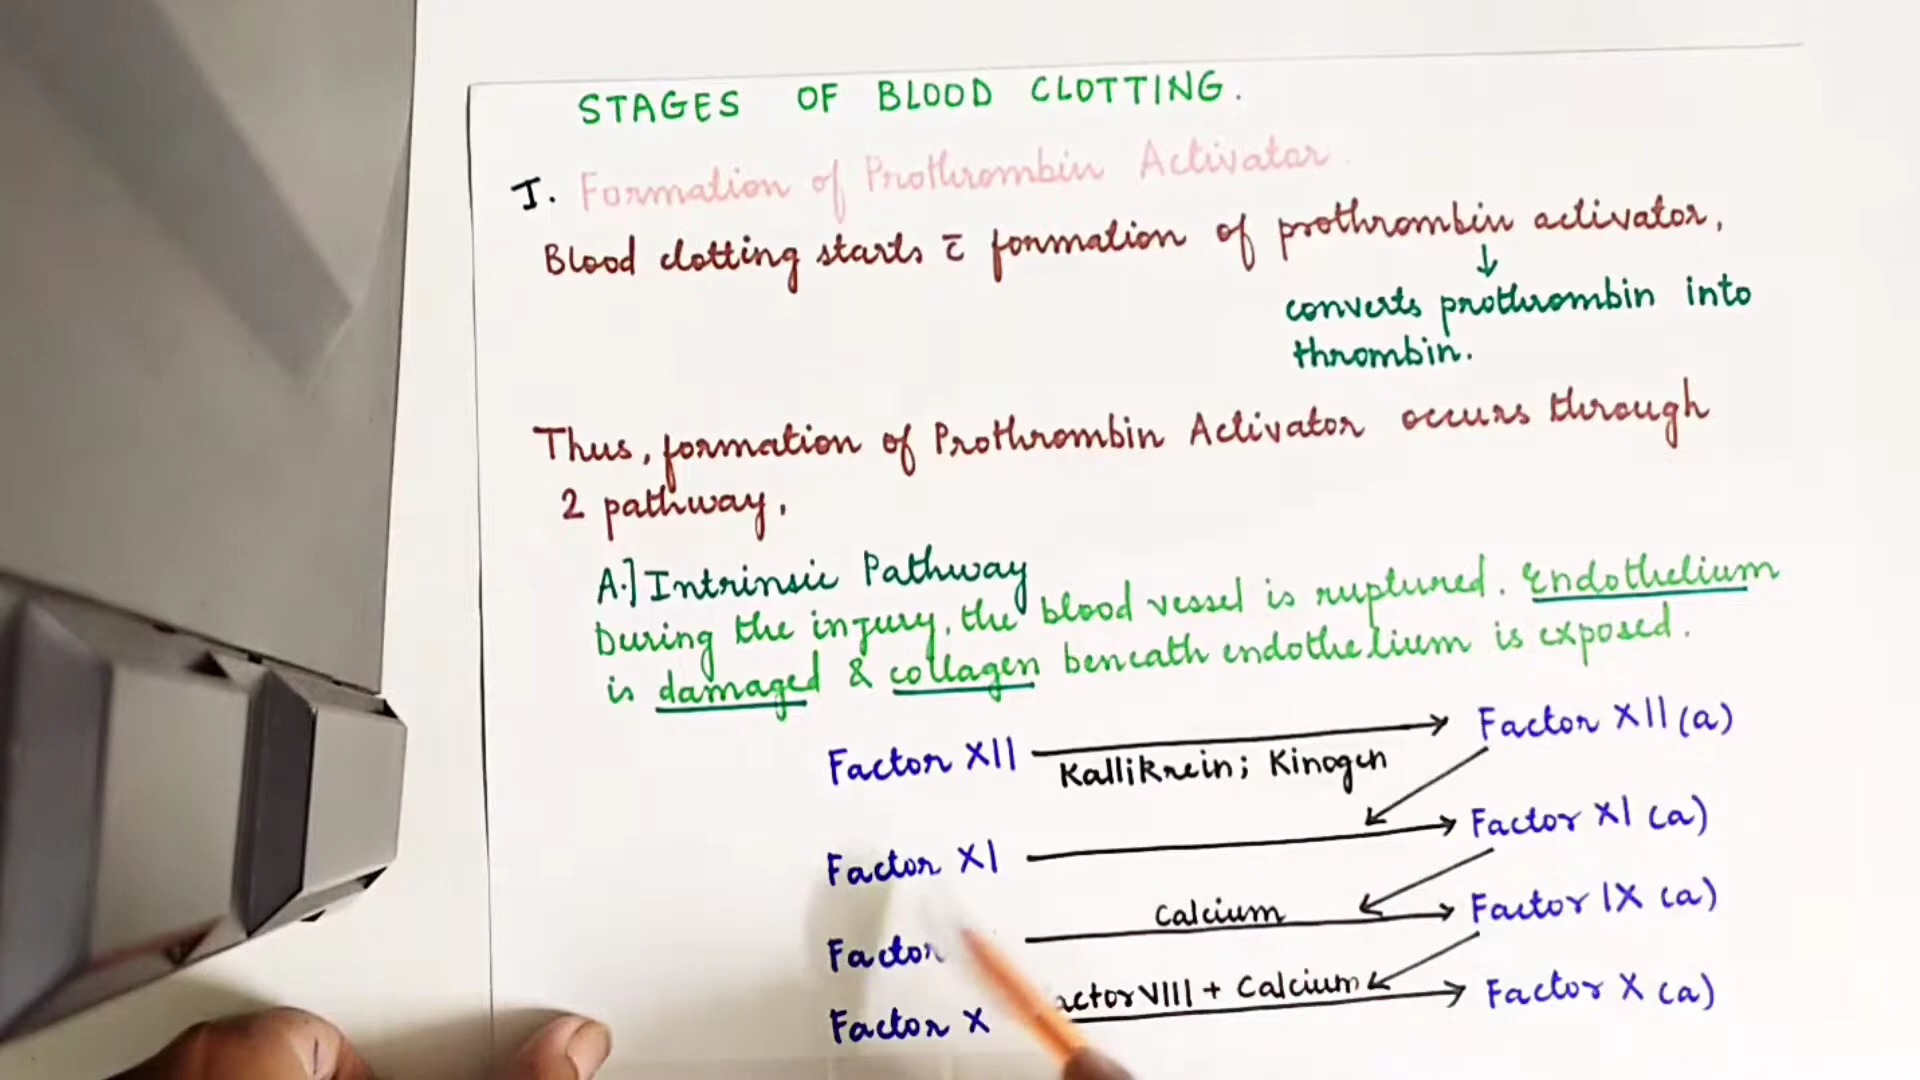 STAGES OF BLOOD CLOTTING.
I. Formation of Prothrombin Activator.
Blood clotting starts c̄ formation of prothrombin activator,
↓
converts prothrombin into
thrombin.
Thus, formation of Prothrombin Activator occurs through
2 pathway,
A.] Intrinsic Pathway
During the injury, the blood vessel is ruptured. Endothelium
is damaged & collagen beneath endothelium is exposed.
Factor XII → Factor XII (a)
Kallikrein; Kinogen
Factor XI → Factor XI (a)
Calcium
Factor → Factor IX (a)
actor VIII + Calcium
Factor X → Factor X (a)